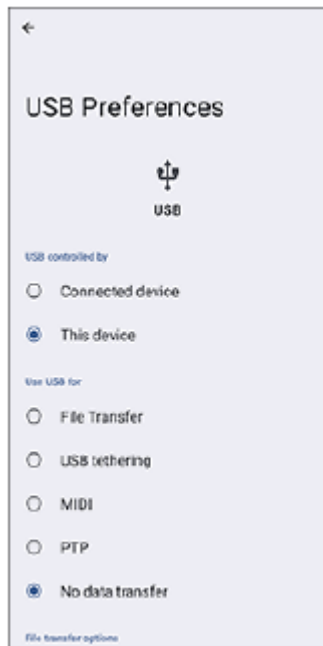 USB Preferences
USB
USB controlled by
Connected device
This device
Use USB for
File Transfer
USB tethering
MIDI
PTP
No data transfer
File transfer options